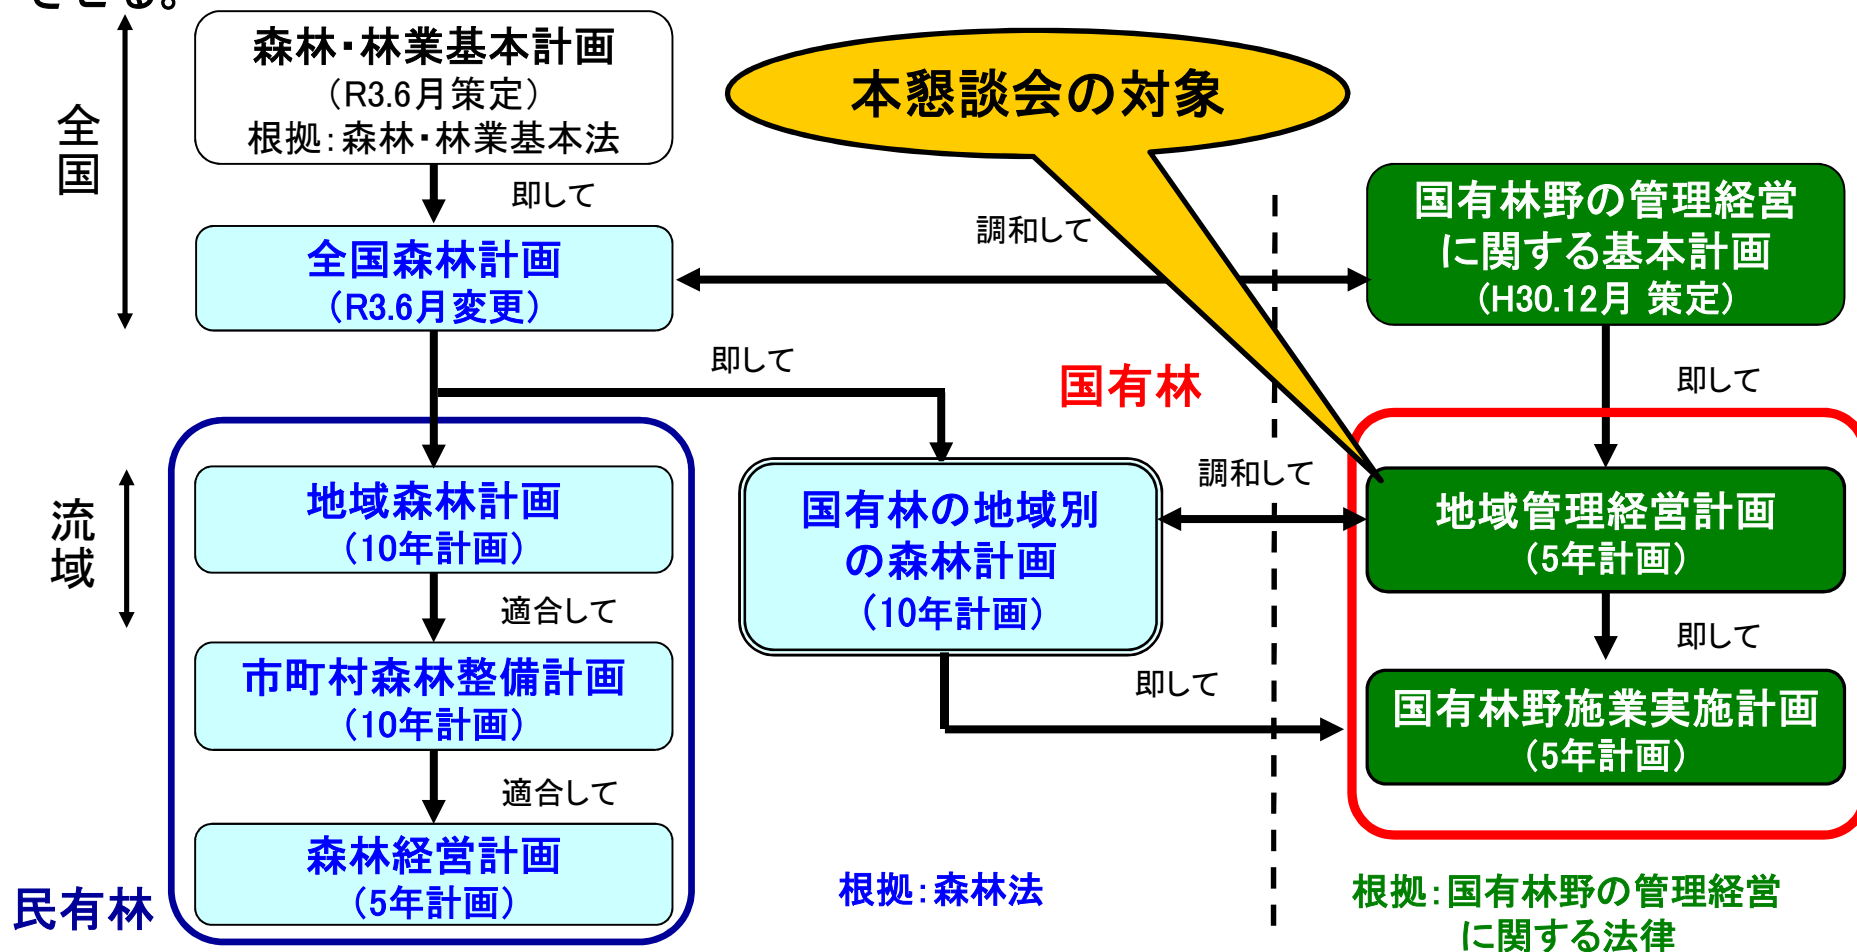 森林・林業基本計画
（R3.6月策定）
根拠：森林・林業基本法
全国
即して
全国森林計画
（R3.6月変更）
本懇談会の対象
調和して
国有林野の管理経営
に関する基本計画
（H30.12月 策定）
即して
国有林
即して
流域
地域森林計画
（10年計画）
適合して
市町村森林整備計画
（10年計画）
適合して
森林経営計画
（5年計画）
民有林
国有林の地域別
の森林計画
（10年計画）
調和して
即して
地域管理経営計画
（5年計画）
即して
国有林野施業実施計画
（5年計画）
根拠：森林法
根拠：国有林野の管理経営
に関する法律